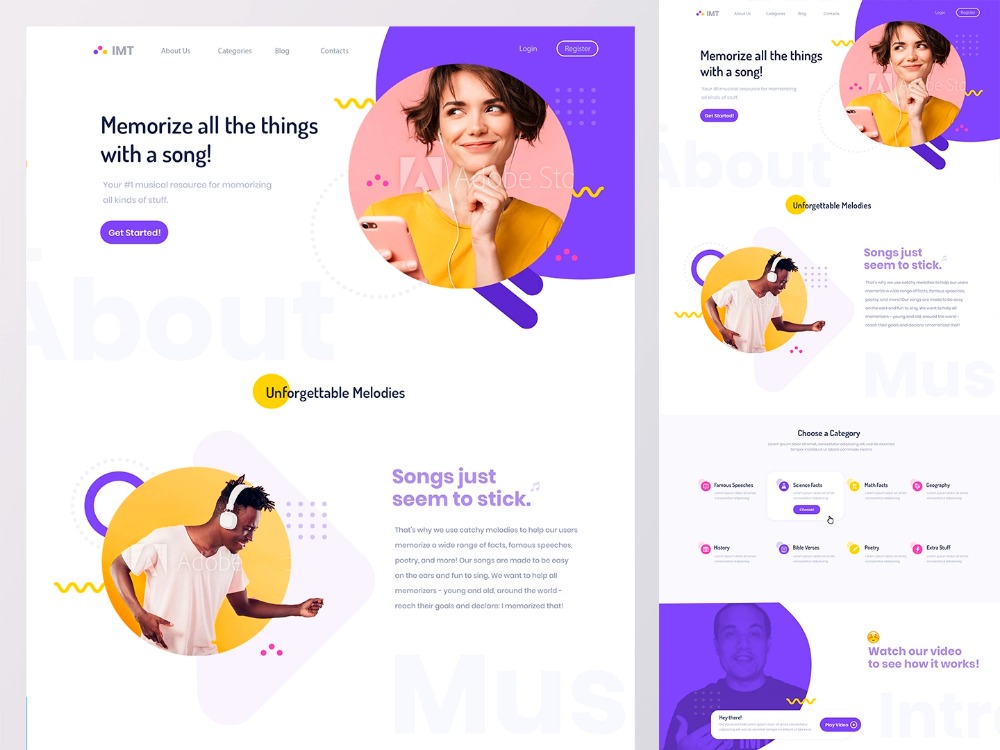 IMT
About Us
Categories
Blog
Contacts
Login
Register
Memorize all the things
with a song!
Your #1 musical resource for memorizing
all kinds of stuff.
Get Started!
Adobe Sto
About
Unforgettable Melodies
Songs just
seem to stick.
That's why we use catchy melodies to help our users
memorize a wide range of facts, famous speeches,
poetry, and more! Our songs are made to be easy
on the ears and fun to sing. We want to help all
memorizers - young and old, around the world -
reach their goals and declare: I memorized that!
Adobe
Mus
IMT
About Us
Categories
Blog
Contacts
Login
Register
Memorize all the things
with a song!
Your #1 musical resource for memorizing
all kinds of stuff.
Get Started!
Adobe Sto
About
Unforgettable Melodies
Songs just
seem to stick.
That's why we use catchy melodies to help our users
memorize a wide range of facts, famous speeches,
poetry, and more! Our songs are made to be easy
on the ears and fun to sing. We want to help all
memorizers - young and old, around the world -
reach their goals and declare: I memorized that!
Mus
Choose a Category
Famous Speeches
Science Facts
Math Facts
Geography
Choose!
History
Bible Verses
Poetry
Extra Stuff
Watch our video
to see how it works!
Intro
Hey there!
Play Video